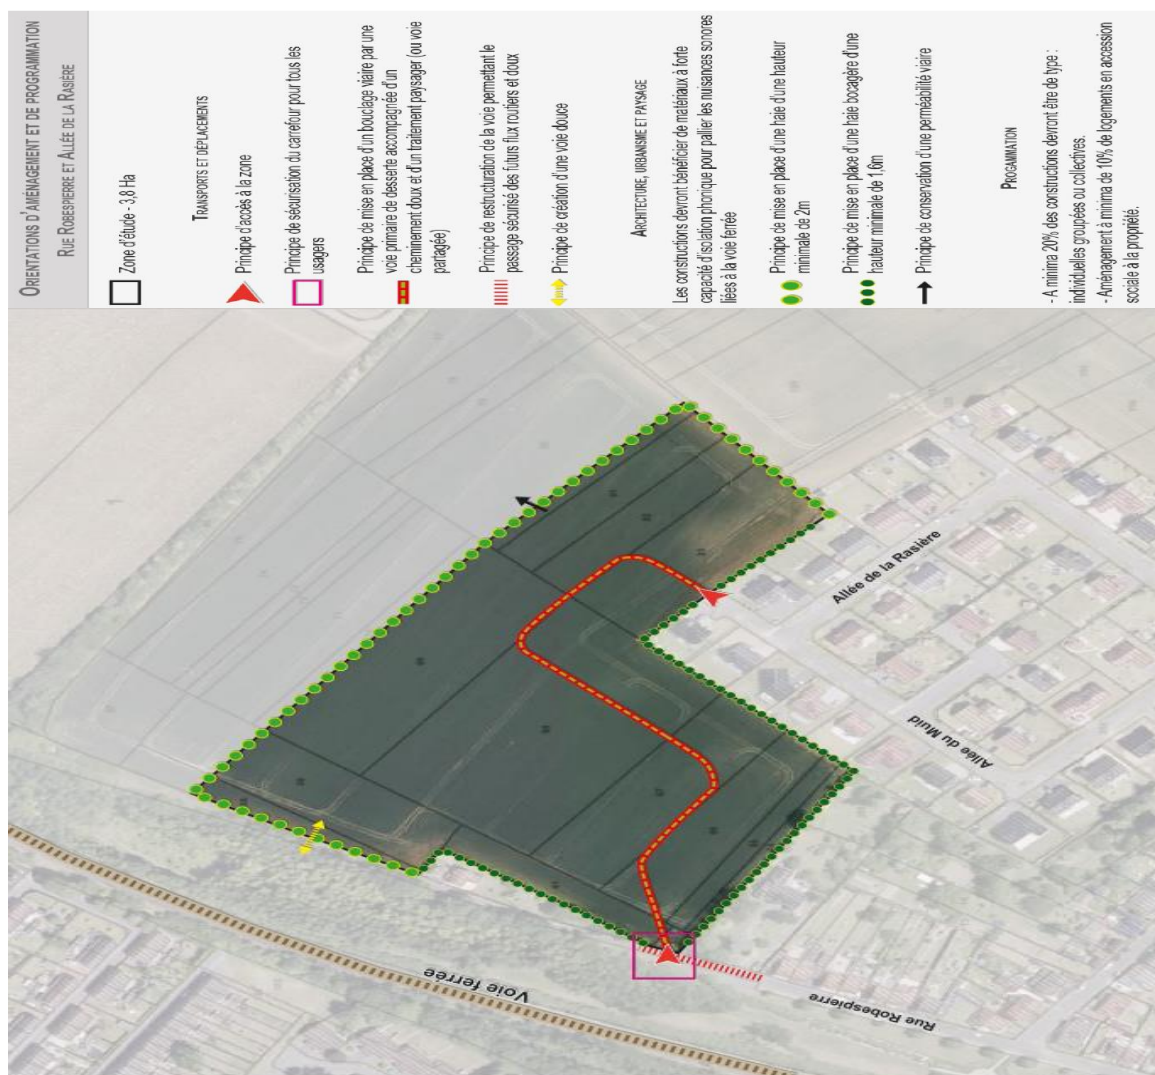 ORIENTATIONS D'AMÉNAGEMENT ET DE PROGRAMMATION
RUE ROBESPIERRE ET ALLÉE DE LA RASIÈRE
Zone d'étude - 3,8 Ha
TRANSPORTS ET DÉPLACEMENTS
Principe d'accès à la zone
Principe de sécurisation du carrefour pour tous les
usagers
Principe de mise en place d'un bouclage viaire par une
voie primaire de desserte accompagnée d'un
cheminement doux et d'un traitement paysager (ou voie
partagée)
Principe de restructuration de la voie permettant le
passage sécurisé des futurs flux routiers et doux
Principe de création d'une voie douce
ARCHITECTURE, URBANISME ET PAYSAGE
Les constructions devront bénéficier de matériaux à forte
capacité d'isolation phonique pour pallier les nuisances sonores
liées à la voie ferrée
Principe de mise en place d'une haie d'une hauteur
minimale de 2m
Principe de mise en place d'une haie bocagère d'une
hauteur minimale de 1,6m
Principe de conservation d'une perméabilité viaire
PROGAMMATION
- A minima 20% des constructions devront être de type :
individuelles groupées ou collectives.
- Aménagement à minima de 10% de logements en accession
sociale à la propriété.
Allée de la Rasière
Allée du Muid
Voie ferrée
Rue Robespierre